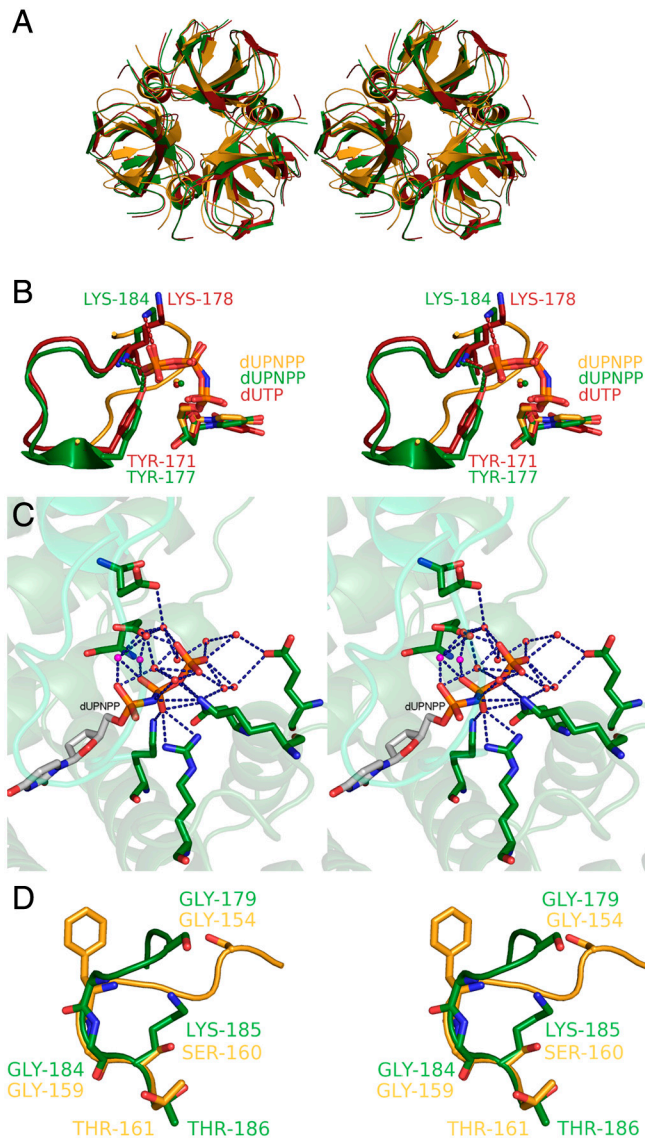 A
B
LYS-184 LYS-178 LYS-184 LYS-178
dUPNPP dUPNPP
dUPNPP dUPNPP
dUTP dUTP
TYR-171 TYR-171
TYR-177 TYR-177
C
dUPNPP dUPNPP
D
GLY-179 GLY-179
GLY-154 GLY-154
LYS-185 LYS-185
SER-160 SER-160
GLY-184 GLY-184
GLY-159 GLY-159
THR-161 THR-186 THR-161 THR-186